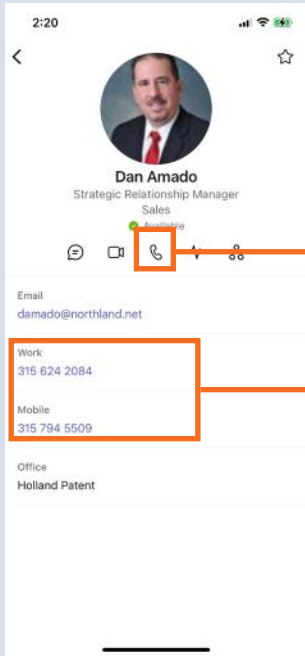 2:20
Dan Amado
Strategic Relationship Manager
Sales
Available
Email
damado@northland.net
Work
315 624 2084
Mobile
315 794 5509
Office
Holland Patent